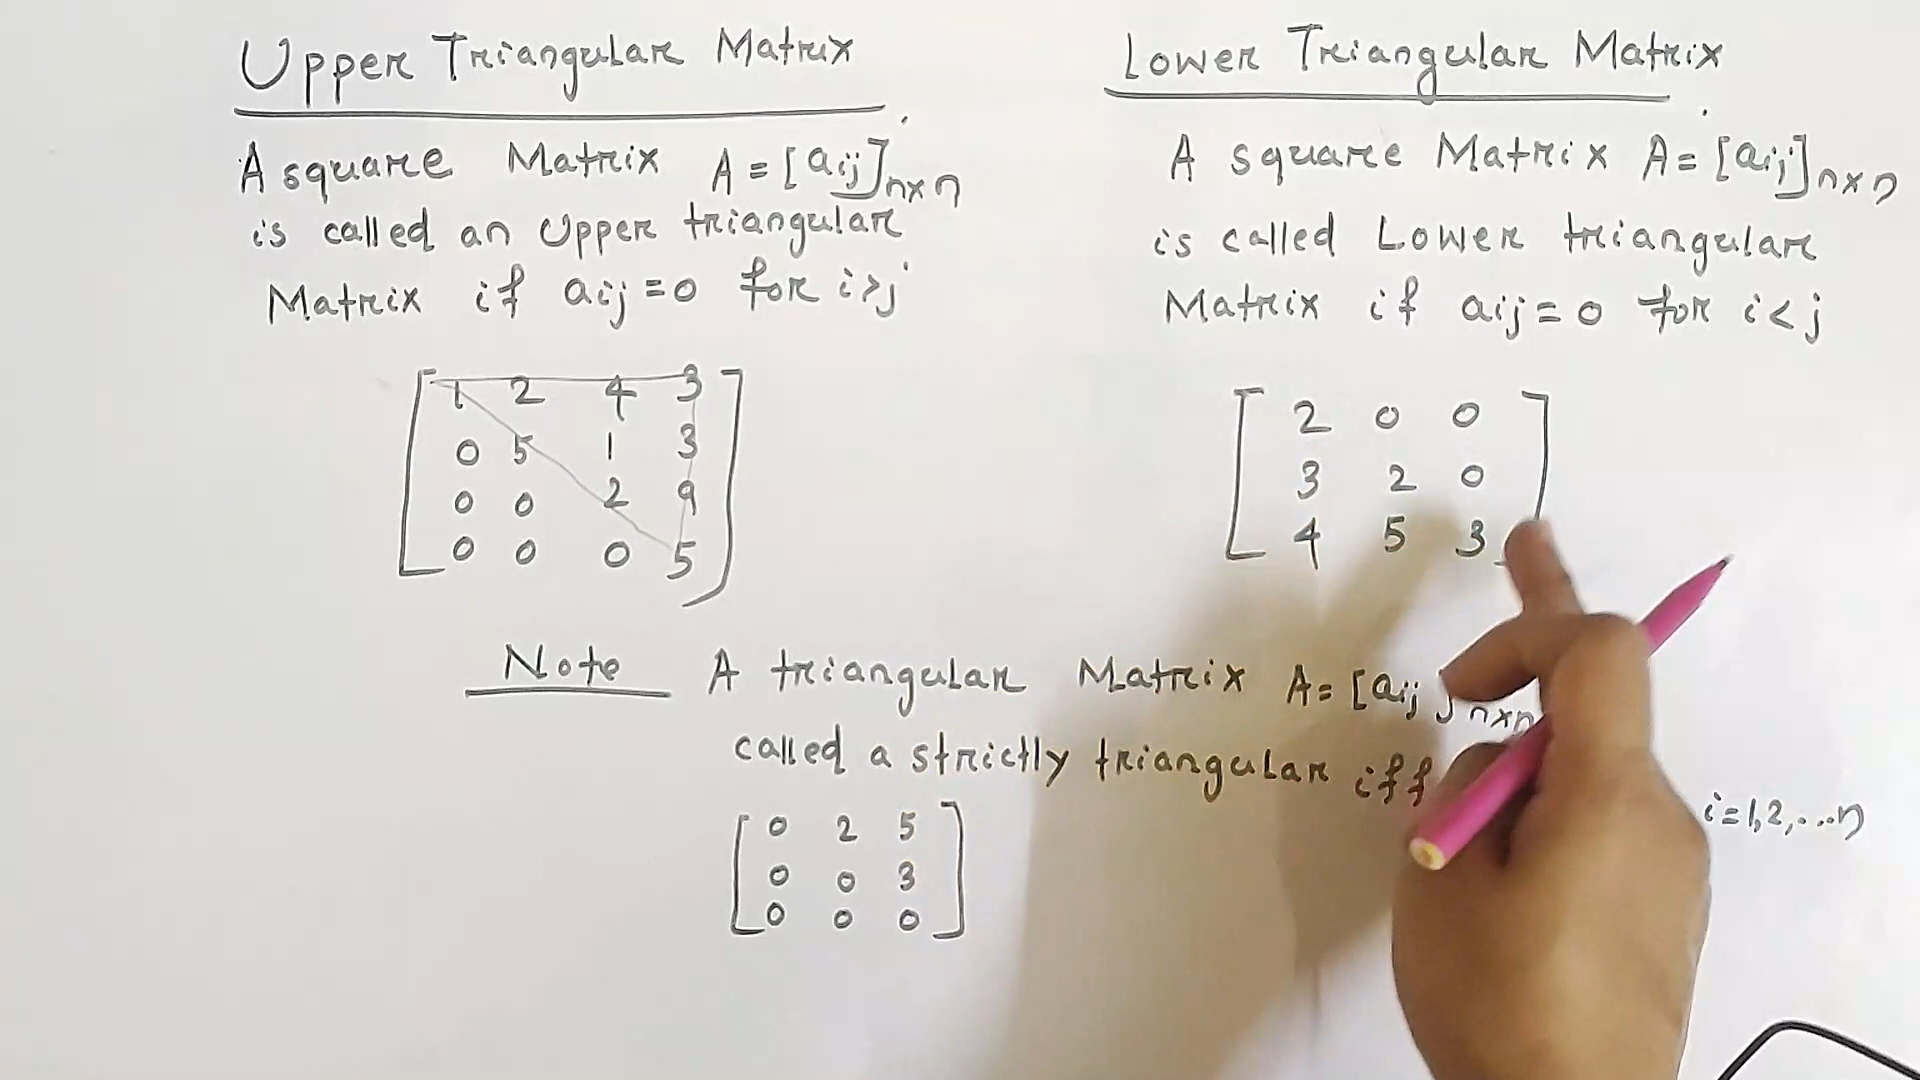 Upper Triangular Matrix
A square Matrix A = [aij]n×n
is called an Upper triangular
Matrix if aij = 0 for i>j
[1 2 4 3
0 5 1 3
0 0 2 9
0 0 0 5]
Lower Triangular Matrix
A square Matrix A = [aij]n×n
is called Lower triangular
Matrix if aij = 0 for i<j
[2 0 0
3 2 0
4 5 3
Note A triangular Matrix A = [aij]n×n
called a strictly triangular iff i=1,2,...n
[0 2 5
0 0 3
0 0 0]